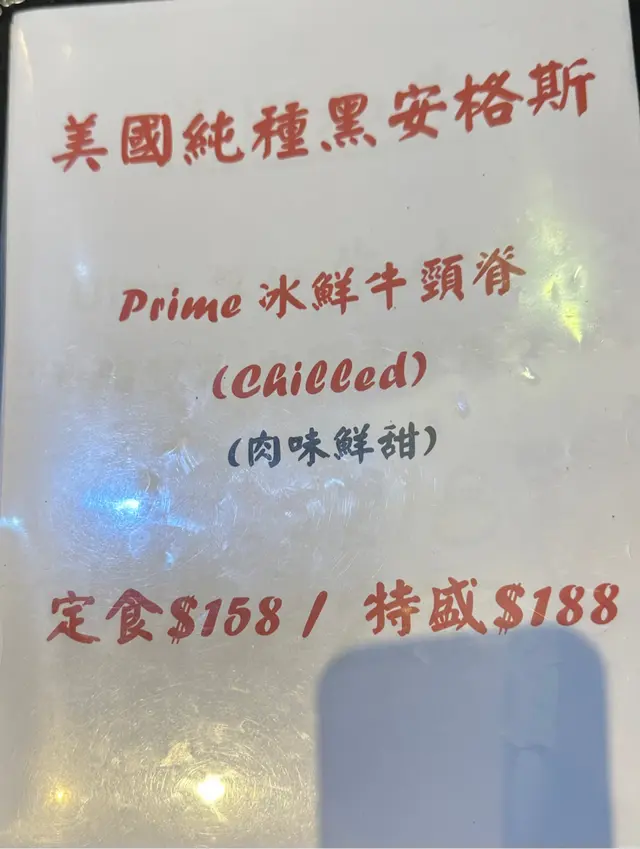 美國純種黑安格斯
Prime 冰鮮牛頸脊
(Chilled)
(肉味鮮甜)
定食$158 / 特盛$188